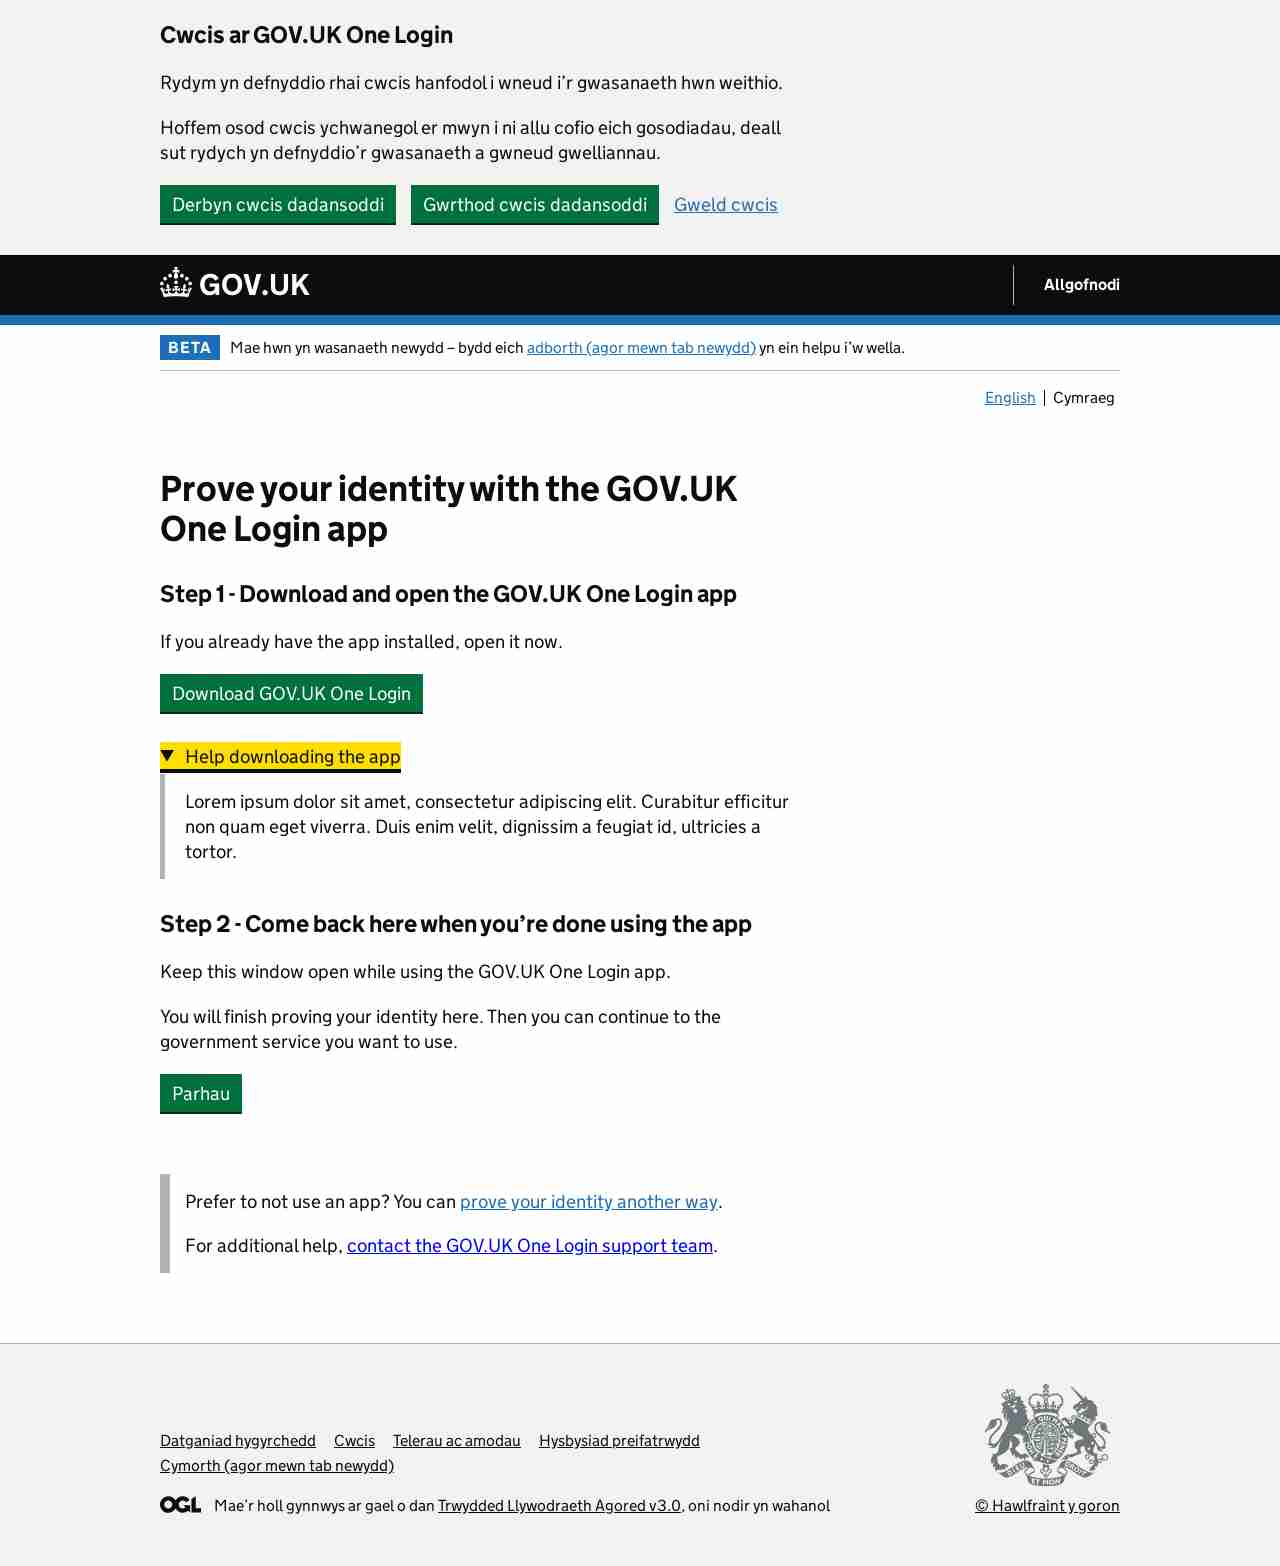 Cwcis ar GOV.UK One Login
Rydym yn defnyddio rhai cwcis hanfodol i wneud i’r gwasanaeth hwn weithio.
Hoffem osod cwcis ychwanegol er mwyn i ni allu cofio eich gosodiadau, deall
sut rydych yn defnyddio’r gwasanaeth a gwneud gwelliannau.
Derbyn cwcis dadansoddi Gwrthod cwcis dadansoddi Gweld cwcis
GOV.UK Allgofnodi
BETA Mae hwn yn wasanaeth newydd – bydd eich adborth (agor mewn tab newydd) yn ein helpu i’w wella.
English Cymraeg
Prove your identity with the GOV.UK
One Login app
Step 1 - Download and open the GOV.UK One Login app
If you already have the app installed, open it now.
Download GOV.UK One Login
Help downloading the app
Lorem ipsum dolor sit amet, consectetur adipiscing elit. Curabitur efficitur
non quam eget viverra. Duis enim velit, dignissim a feugiat id, ultricies a
tortor.
Step 2 - Come back here when you’re done using the app
Keep this window open while using the GOV.UK One Login app.
You will finish proving your identity here. Then you can continue to the
government service you want to use.
Parhau
Prefer to not use an app? You can prove your identity another way.
For additional help, contact the GOV.UK One Login support team.
Datganiad hygyrchedd Cwcis Telerau ac amodau Hysbysiad preifatrwydd
Cymorth (agor mewn tab newydd)
OGL Mae’r holl gynnwys ar gael o dan Trwydded Llywodraeth Agored v3.0, oni nodir yn wahanol
© Hawlfraint y goron